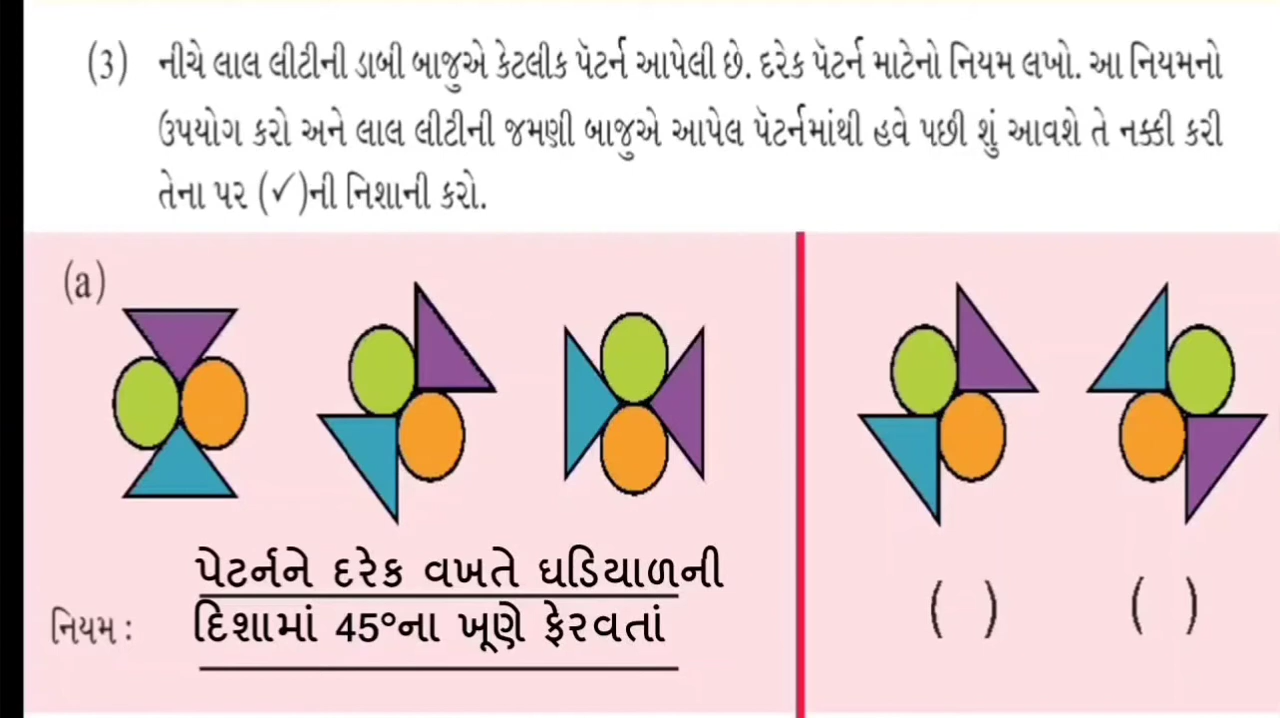 (3) નીચે લાલ લીટીની ડાબી બાજુએ કેટલીક પૅટર્ન આપેલી છે. દરેક પૅટર્ન માટેનો નિયમ લખો. આ નિયમનો
ઉપયોગ કરો અને લાલ લીટીની જમણી બાજુએ આપેલ પૅટર્નમાંથી હવે પછી શું આવશે તે નક્કી કરી
તેના પર (✓)ની નિશાની કરો.
(a)
પેટર્નને દરેક વખતે ઘડિયાળની
નિયમ : દિશામાં 45°ના ખૂણે ફેરવતાં
( ) ( )